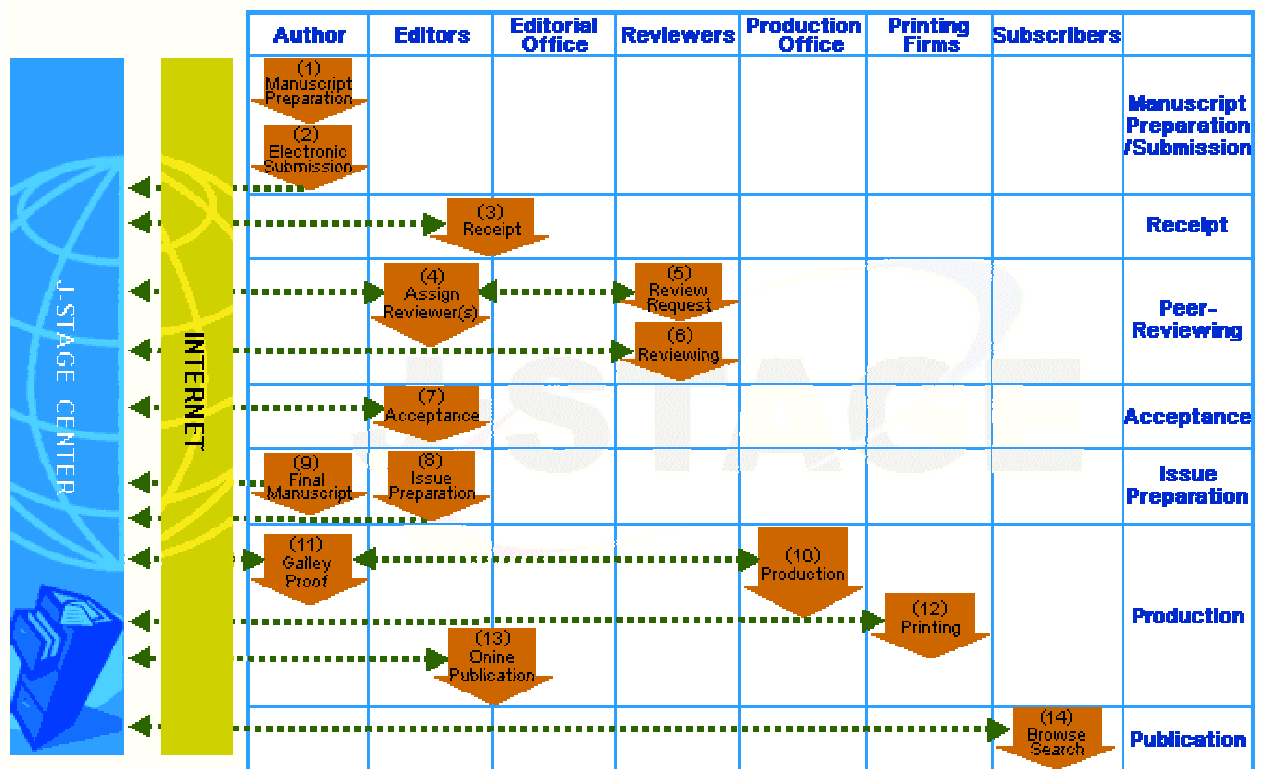 Author
Editors
Editorial
Office
Reviewers
Production
Office
Printing
Firms
Subscribers
(1)
Manuscript
Preparation
(2)
Electronic
Submission
Manuscript
Preparation
/Submission
(3)
Receipt
Receipt
(4)
Assign
Reviewer(s)
(5)
Review
Request
(6)
Reviewing
Peer-
Reviewing
(7)
Acceptance
Acceptance
(9)
Final
Manuscript
(8)
Issue
Preparation
Issue
Preparation
(11)
Galley
Proof
(10)
Production
(12)
Printing
(13)
Onine
Publication
Production
(14)
Browse
Search
Publication
J-STAGE CENTER
INTERNET
J-STAGE